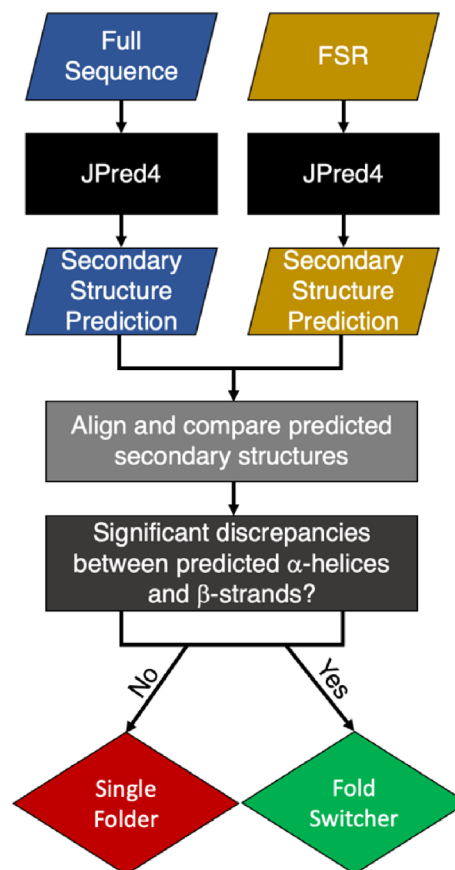 Full
Sequence
FSR
JPred4
JPred4
Secondary
Structure
Prediction
Secondary
Structure
Prediction
Align and compare predicted
secondary structures
Significant discrepancies
between predicted α-helices
and β-strands?
No
Yes
Single
Folder
Fold
Switcher